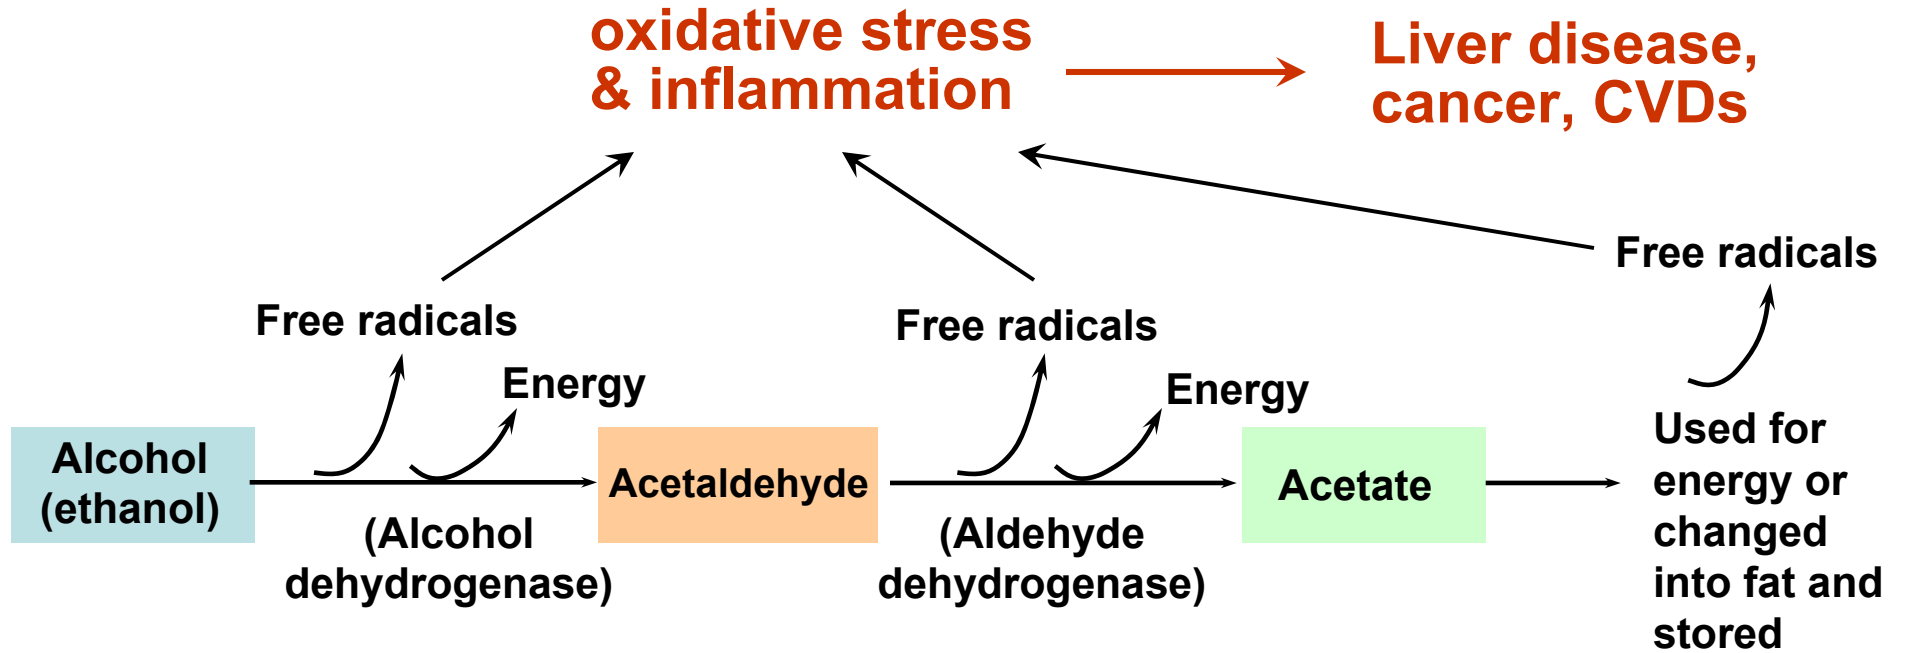 oxidative stress
& inflammation
Liver disease,
cancer, CVDs
Free radicals
Free radicals
Free radicals
Energy
Energy
Alcohol
(ethanol)
Acetaldehyde
Acetate
Used for
energy or
changed
into fat and
stored
(Alcohol
dehydrogenase)
(Aldehyde
dehydrogenase)